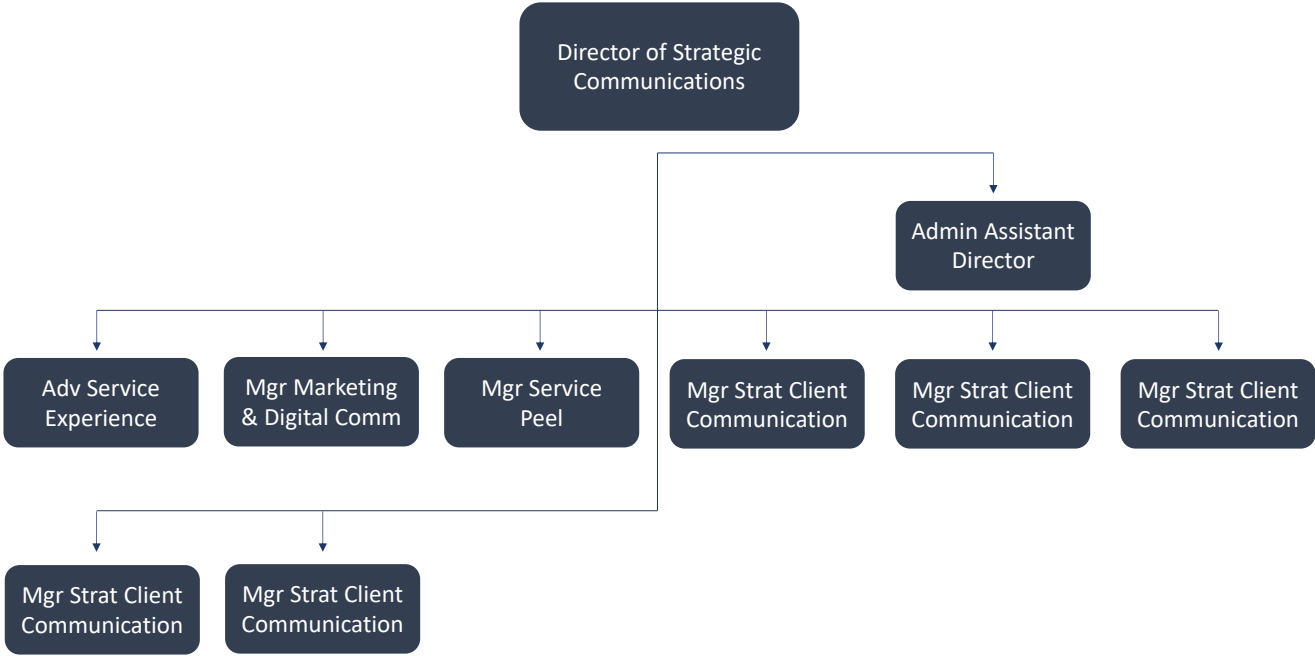 Director of Strategic
Communications
Admin Assistant
Director
Adv Service
Experience
Mgr Marketing
& Digital Comm
Mgr Service
Peel
Mgr Strat Client
Communication
Mgr Strat Client
Communication
Mgr Strat Client
Communication
Mgr Strat Client
Communication
Mgr Strat Client
Communication